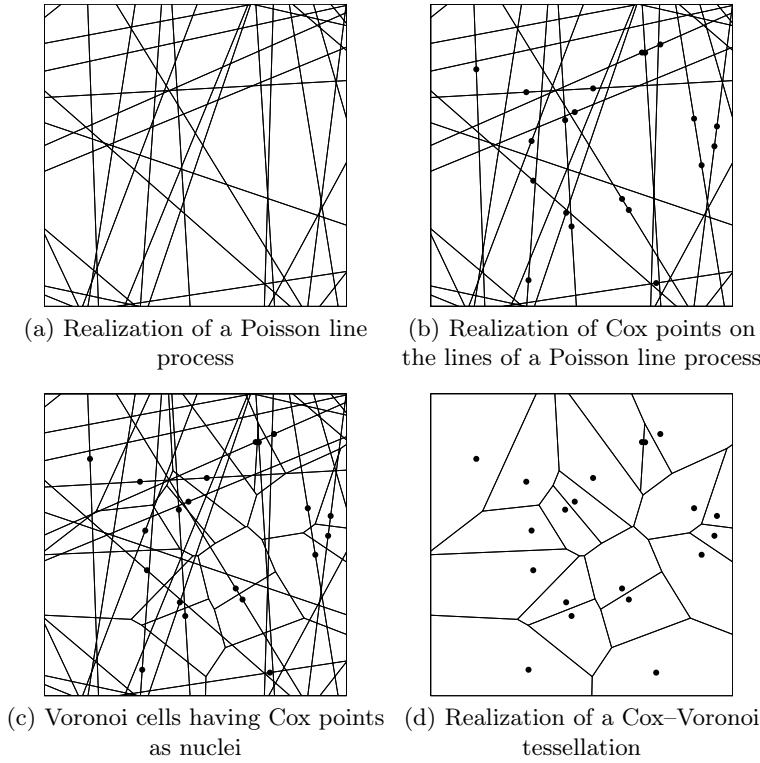 (a) Realization of a Poisson line
process
(b) Realization of Cox points on
the lines of a Poisson line process
(c) Voronoi cells having Cox points
as nuclei
(d) Realization of a Cox–Voronoi
tessellation